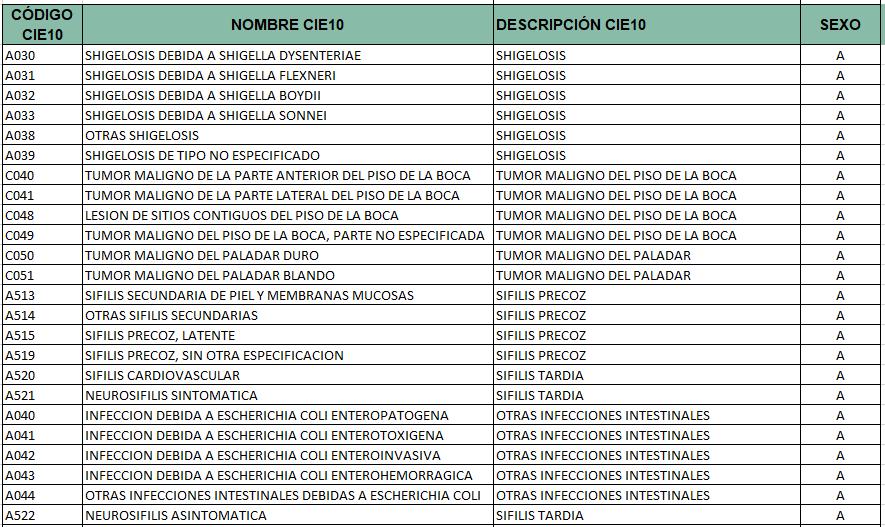 CÓDIGO CIE10 NOMBRE CIE10 DESCRIPCIÓN CIE10 SEXO
A030 SHIGELOSIS DEBIDA A SHIGELLA DYSENTERIAE SHIGELOSIS A
A031 SHIGELOSIS DEBIDA A SHIGELLA FLEXNERI SHIGELOSIS A
A032 SHIGELOSIS DEBIDA A SHIGELLA BOYDII SHIGELOSIS A
A033 SHIGELOSIS DEBIDA A SHIGELLA SONNEI SHIGELOSIS A
A038 OTRAS SHIGELOSIS SHIGELOSIS A
A039 SHIGELOSIS DE TIPO NO ESPECIFICADO SHIGELOSIS A
C040 TUMOR MALIGNO DE LA PARTE ANTERIOR DEL PISO DE LA BOCA TUMOR MALIGNO DEL PISO DE LA BOCA A
C041 TUMOR MALIGNO DE LA PARTE LATERAL DEL PISO DE LA BOCA TUMOR MALIGNO DEL PISO DE LA BOCA A
C048 LESION DE SITIOS CONTIGUOS DEL PISO DE LA BOCA TUMOR MALIGNO DEL PISO DE LA BOCA A
C049 TUMOR MALIGNO DEL PISO DE LA BOCA, PARTE NO ESPECIFICADA TUMOR MALIGNO DEL PISO DE LA BOCA A
C050 TUMOR MALIGNO DEL PALADAR DURO TUMOR MALIGNO DEL PALADAR A
C051 TUMOR MALIGNO DEL PALADAR BLANDO TUMOR MALIGNO DEL PALADAR A
A513 SIFILIS SECUNDARIA DE PIEL Y MEMBRANAS MUCOSAS SIFILIS PRECOZ A
A514 OTRAS SIFILIS SECUNDARIAS SIFILIS PRECOZ A
A515 SIFILIS PRECOZ, LATENTE SIFILIS PRECOZ A
A519 SIFILIS PRECOZ, SIN OTRA ESPECIFICACION SIFILIS PRECOZ A
A520 SIFILIS CARDIOVASCULAR SIFILIS TARDIA A
A521 NEUROSIFILIS SINTOMATICA SIFILIS TARDIA A
A040 INFECCION DEBIDA A ESCHERICHIA COLI ENTEROPATOGENA OTRAS INFECCIONES INTESTINALES A
A041 INFECCION DEBIDA A ESCHERICHIA COLI ENTEROTOXIGENA OTRAS INFECCIONES INTESTINALES A
A042 INFECCION DEBIDA A ESCHERICHIA COLI ENTEROINVASIVA OTRAS INFECCIONES INTESTINALES A
A043 INFECCION DEBIDA A ESCHERICHIA COLI ENTEROHEMORRAGICA OTRAS INFECCIONES INTESTINALES A
A044 OTRAS INFECCIONES INTESTINALES DEBIDAS A ESCHERICHIA COLI OTRAS INFECCIONES INTESTINALES A
A522 NEUROSIFILIS ASINTOMATICA SIFILIS TARDIA A